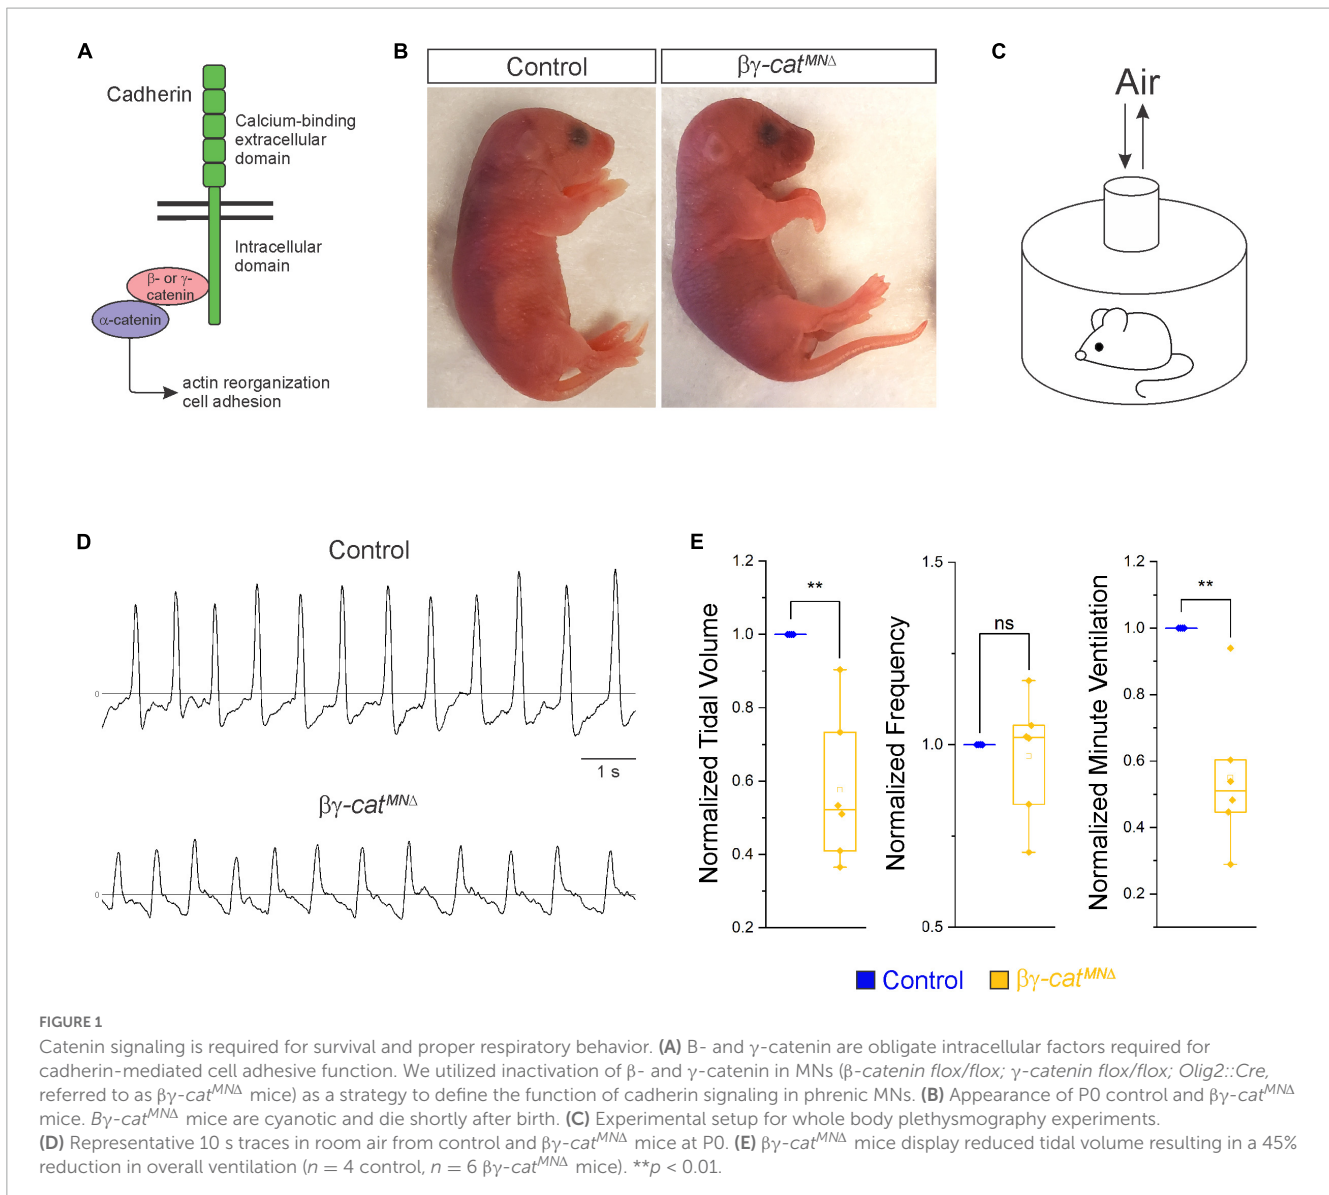 A
Cadherin
Calcium-binding
extracellular
domain
Intracellular
domain
β- or γ-
catenin
α-catenin
actin reorganization
cell adhesion
B
Control
βγ-cat^MNΔ
C
Air
D
Control
0
1 s
βγ-cat^MNΔ
0
E
Normalized Tidal Volume
1.2
1.0
0.8
0.6
0.4
0.2
**
Normalized Frequency
1.5
1.0
0.5
ns
Normalized Minute Ventilation
1.2
1.0
0.8
0.6
0.4
0.2
**
Control
βγ-cat^MNΔ
FIGURE 1
Catenin signaling is required for survival and proper respiratory behavior. (A) B- and γ-catenin are obligate intracellular factors required for
cadherin-mediated cell adhesive function. We utilized inactivation of β- and γ-catenin in MNs (β-catenin flox/flox; γ-catenin flox/flox; Olig2::Cre,
referred to as βγ-cat^MNΔ mice) as a strategy to define the function of cadherin signaling in phrenic MNs. (B) Appearance of P0 control and βγ-cat^MNΔ
mice. Bγ-cat^MNΔ mice are cyanotic and die shortly after birth. (C) Experimental setup for whole body plethysmography experiments.
(D) Representative 10 s traces in room air from control and βγ-cat^MNΔ mice at P0. (E) βγ-cat^MNΔ mice display reduced tidal volume resulting in a 45%
reduction in overall ventilation (n = 4 control, n = 6 βγ-cat^MNΔ mice). **p < 0.01.